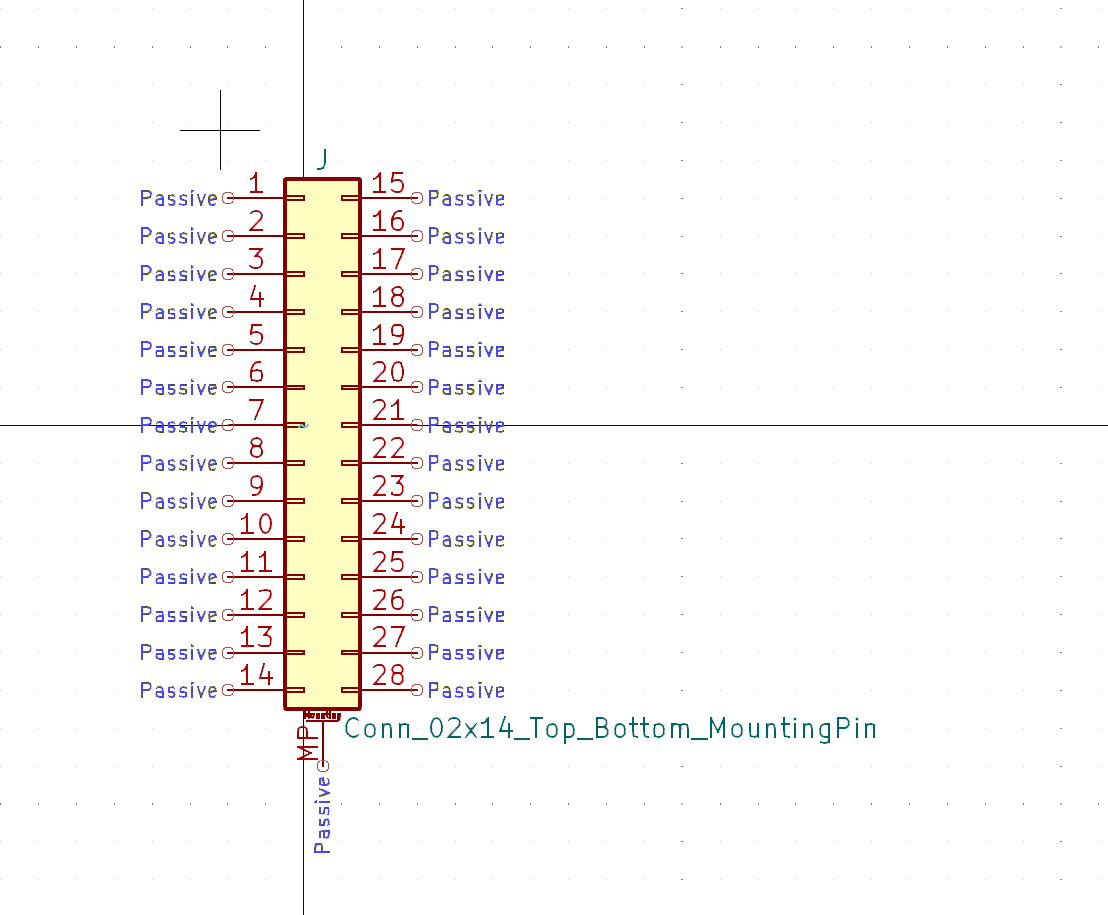 J
1 15
Passive Passive
2 16
Passive Passive
3 17
Passive Passive
4 18
Passive Passive
5 19
Passive Passive
6 20
Passive Passive
7 21
Passive Passive
8 22
Passive Passive
9 23
Passive Passive
10 24
Passive Passive
11 25
Passive Passive
12 26
Passive Passive
13 27
Passive Passive
14 28
Passive Passive
Mounting
Conn_02x14_Top_Bottom_MountingPin
MP
Passive